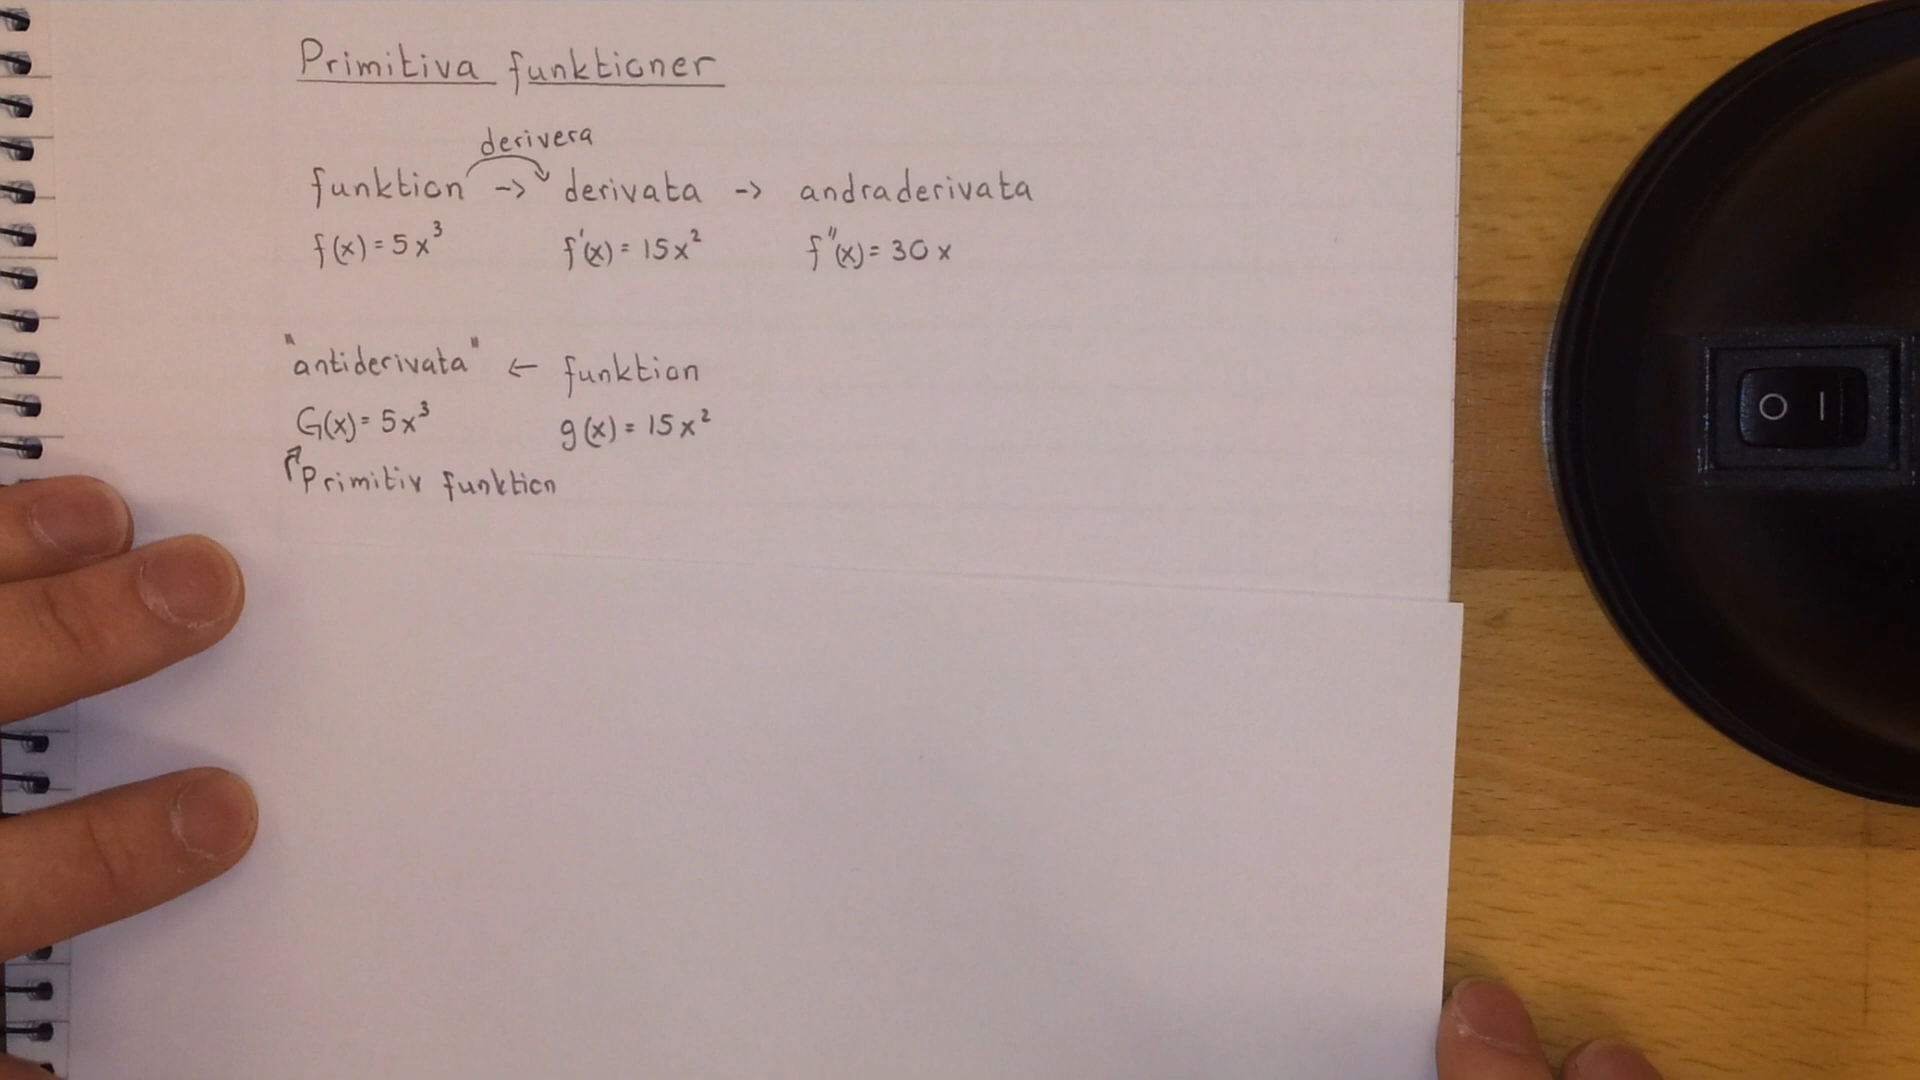 Primitiva funktioner
derivera
funktion -> derivata -> andraderivata
f(x) = 5x³ f'(x) = 15x² f"(x) = 30x
"antiderivata" <- funktion
G(x) = 5x³ g(x) = 15x²
Primitiv funktion
O I